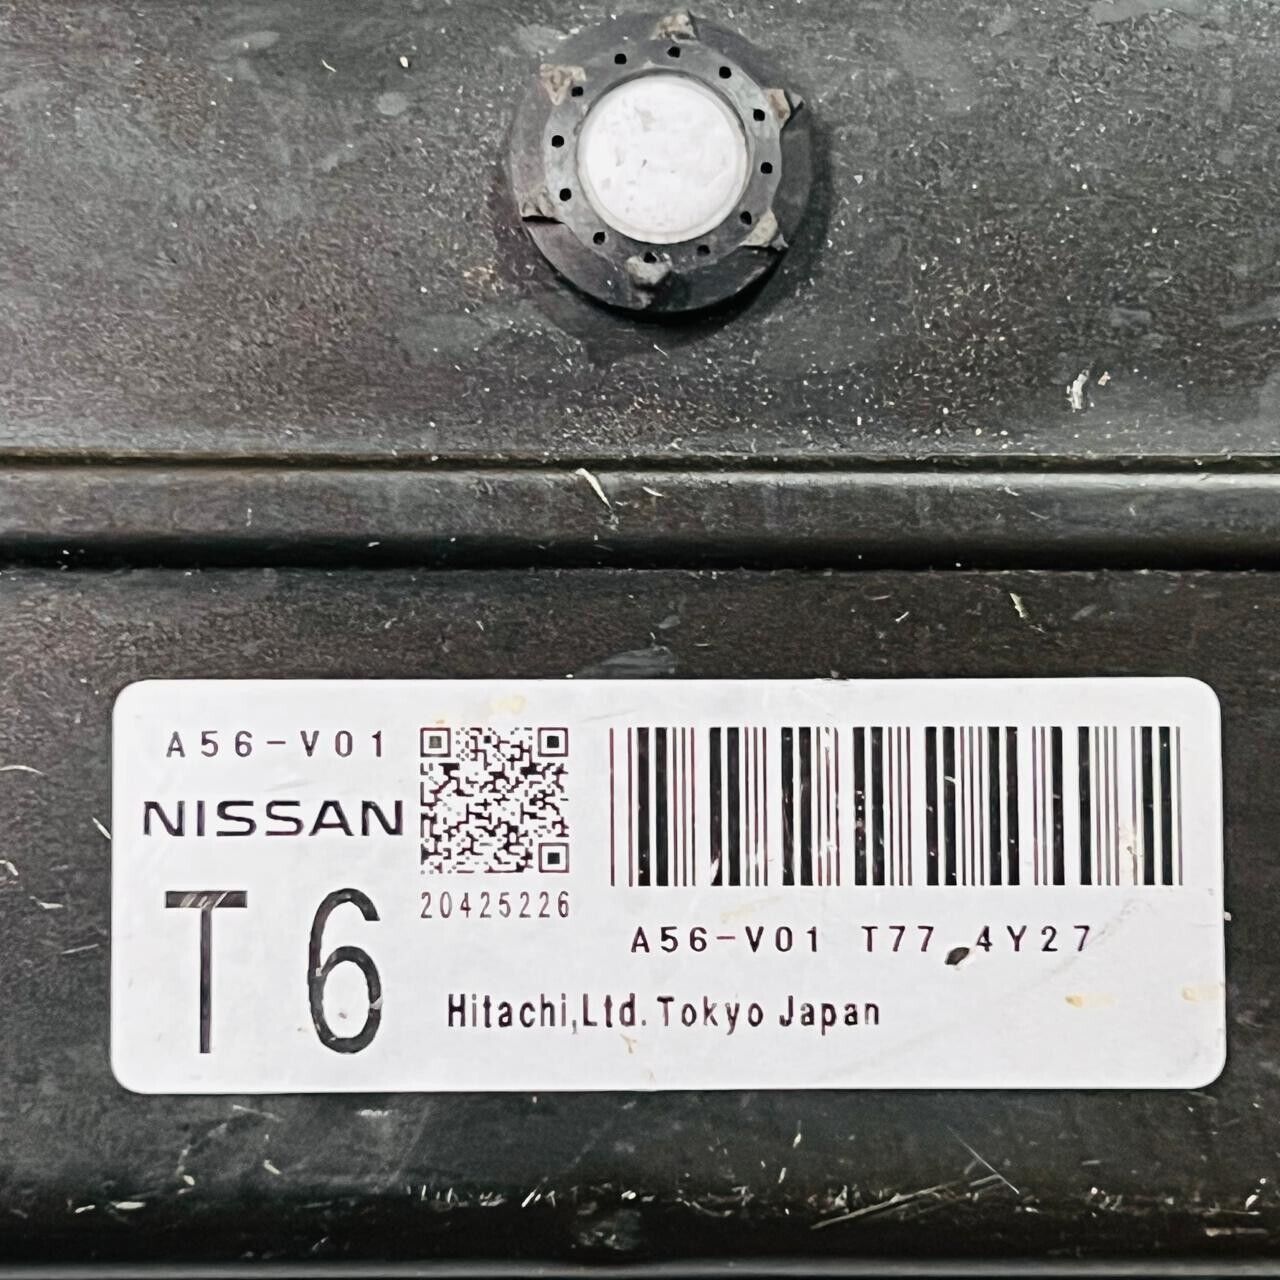 A56-V01
NISSAN
T6
20425226
A56-V01 T77 4Y27
Hitachi,Ltd. Tokyo Japan